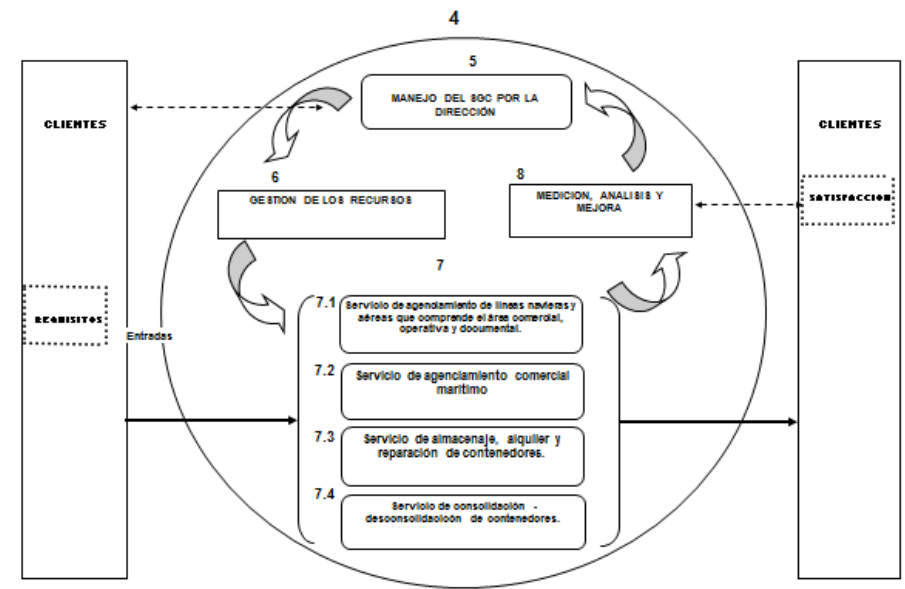 4
5
MANEJO DEL SGC POR LA
DIRECCIÓN
CLIENTES
CLIENTES
6
GESTION DE LOS RECURSOS
8
MEDICION, ANALISIS Y
MEJORA
SATISFACCION
7
REQUISITOS
Entradas
7.1
Servicio de agenciamiento de líneas navieras y
aéreas que comprende el área comercial,
operativa y documental.
7.2
Servicio de agenciamiento comercial
marítimo
7.3
Servicio de almacenaje, alquiler y
reparación de contenedores.
7.4
Servicio de consolidación -
desconsolidacioón de contenedores.